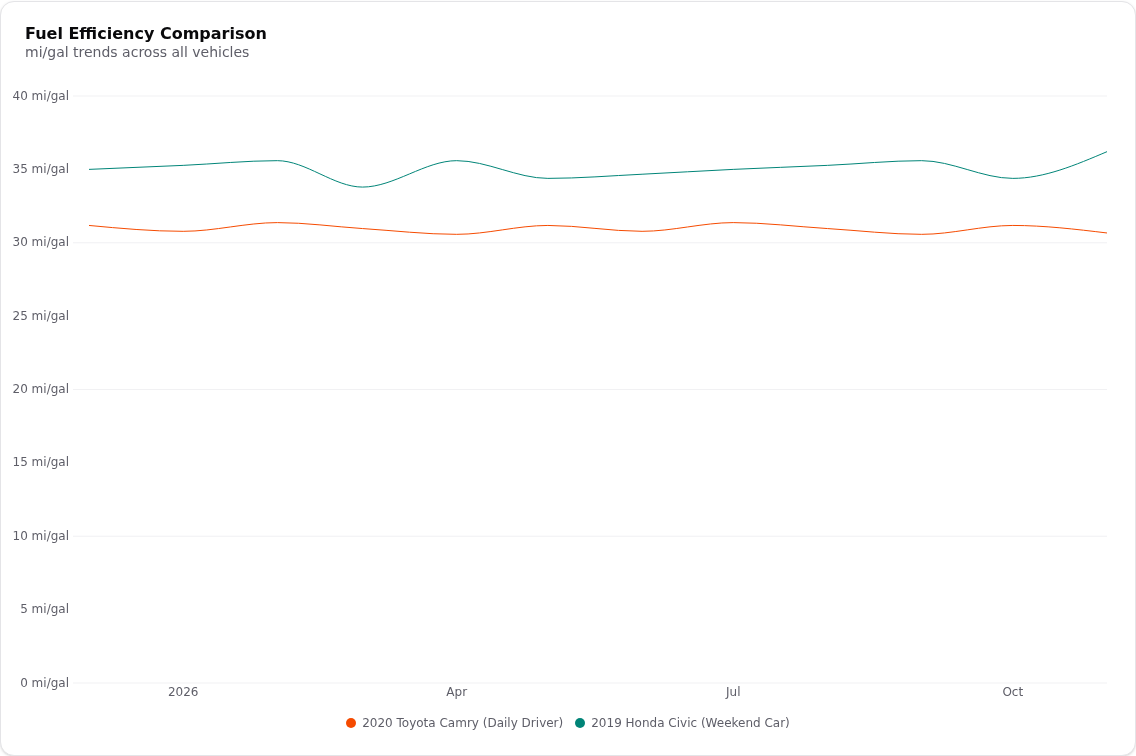 Fuel Efficiency Comparison
mi/gal trends across all vehicles
40 mi/gal
35 mi/gal
30 mi/gal
25 mi/gal
20 mi/gal
15 mi/gal
10 mi/gal
5 mi/gal
0 mi/gal
2026 Apr Jul Oct
2020 Toyota Camry (Daily Driver) 2019 Honda Civic (Weekend Car)